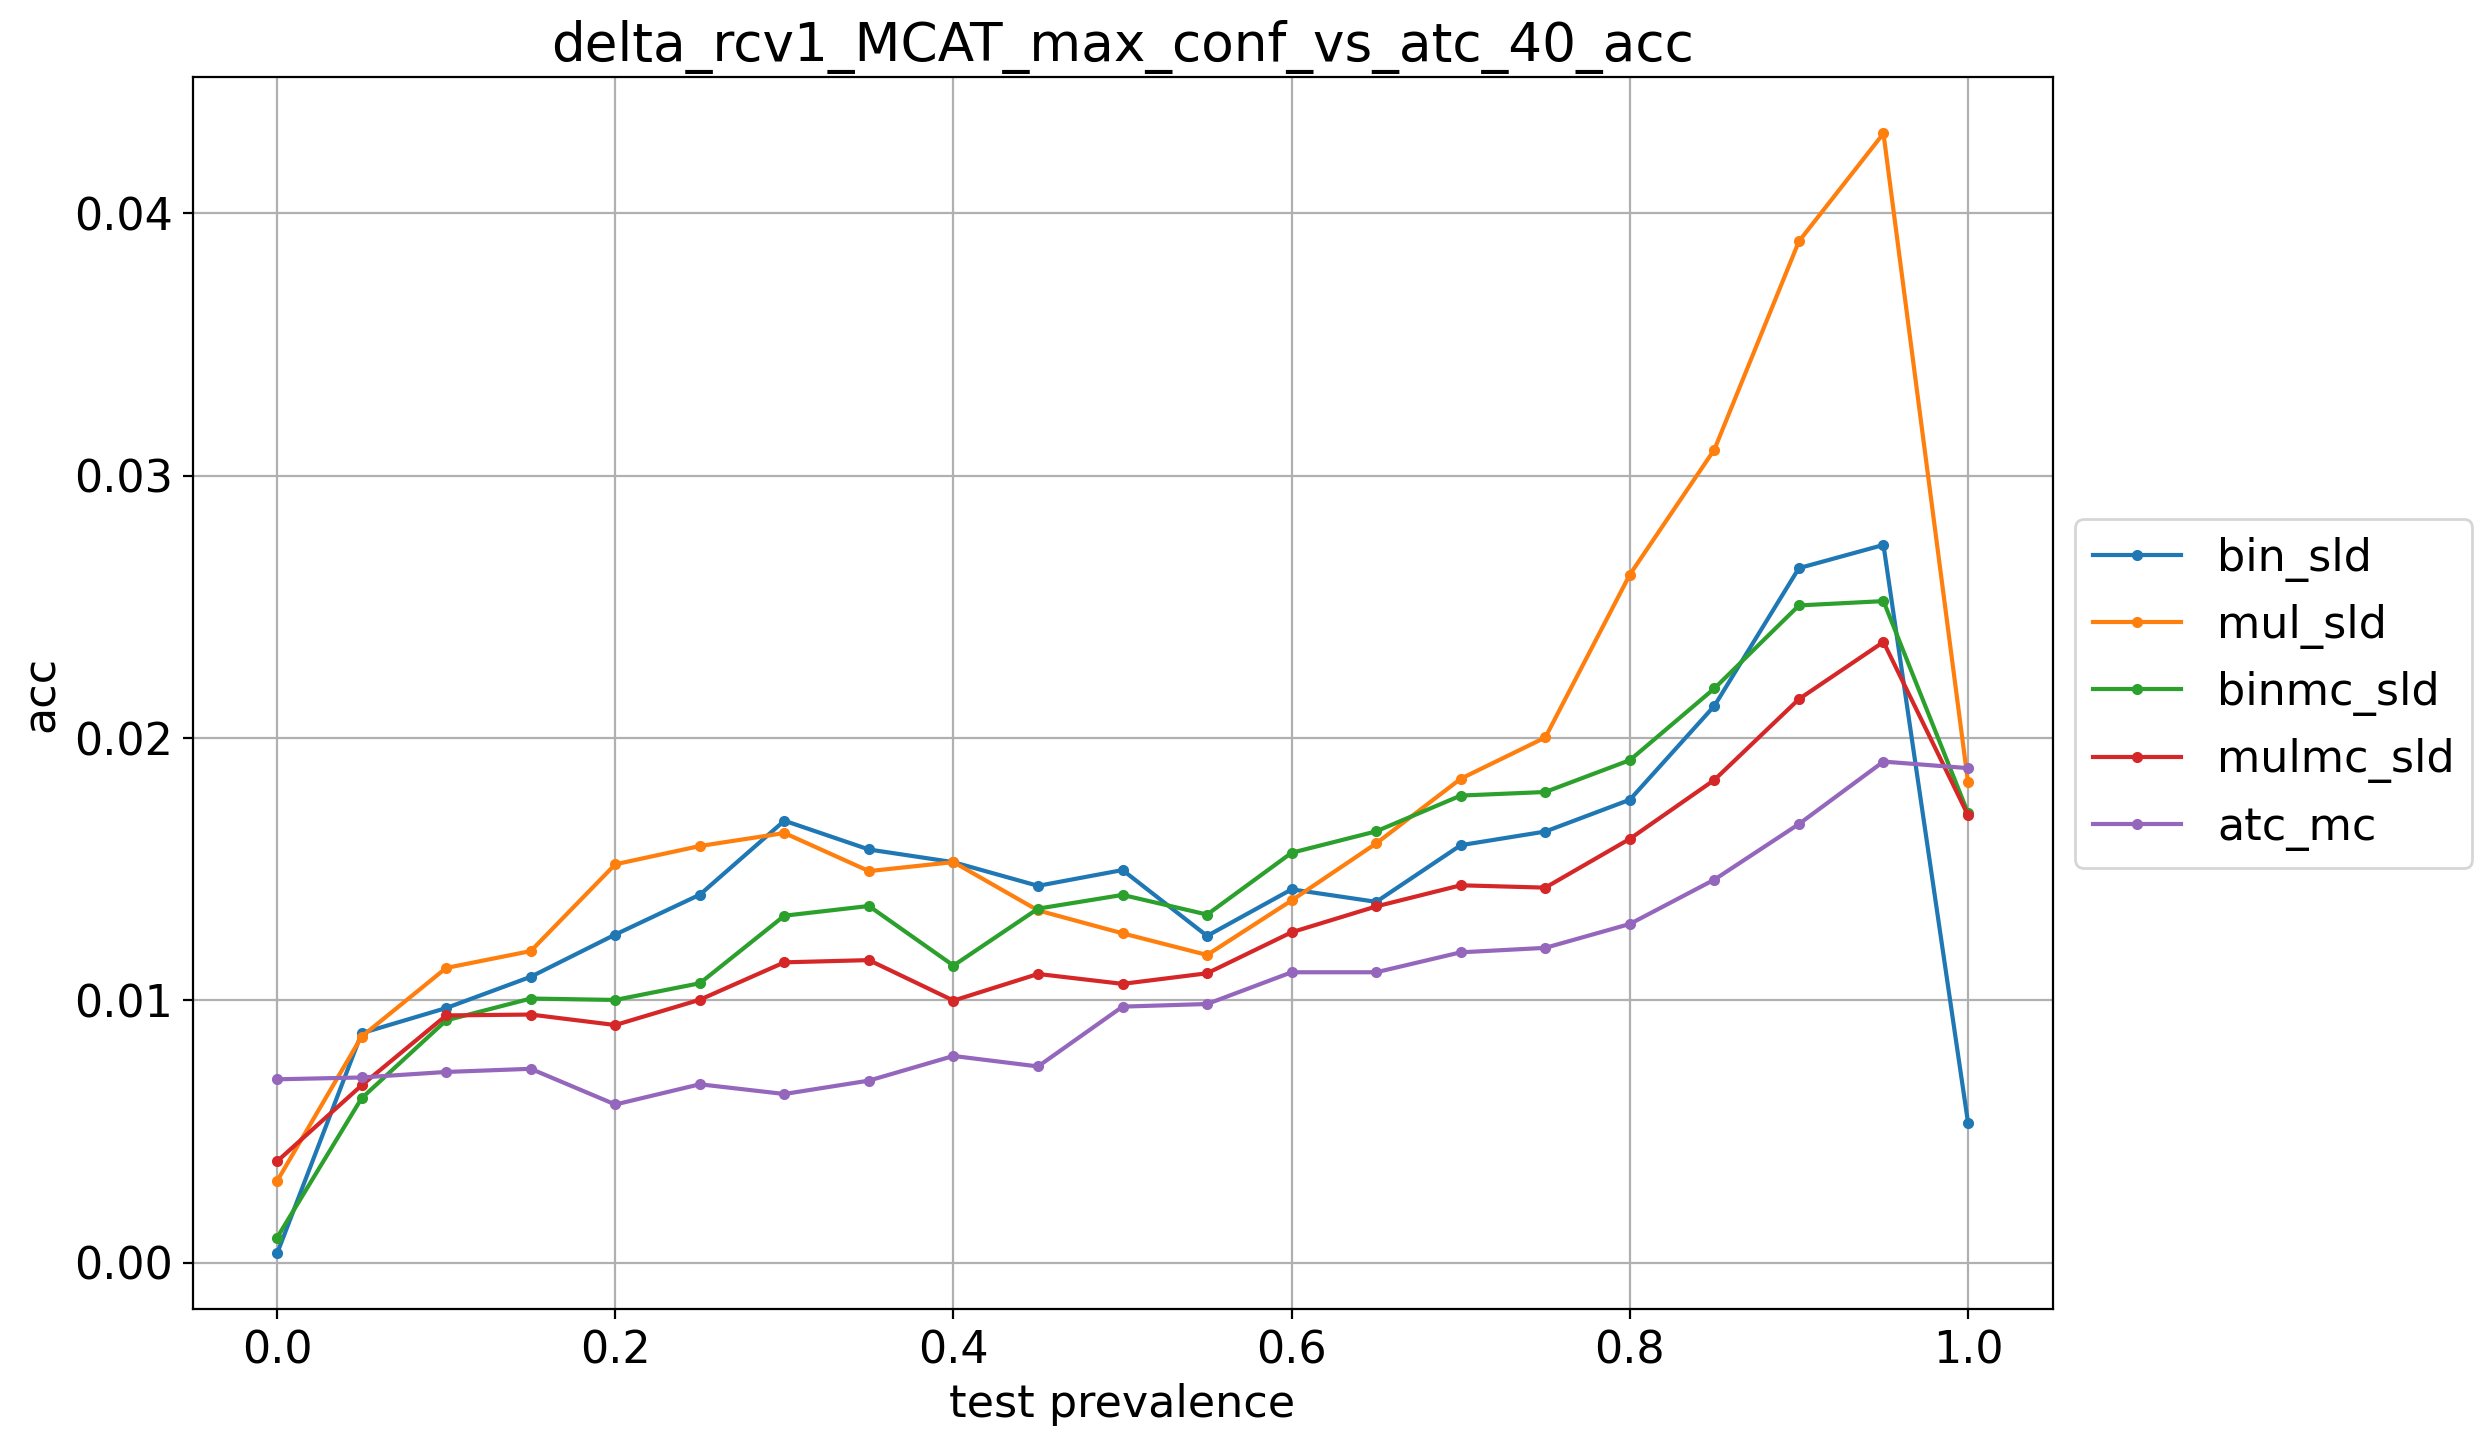 delta_rcv1_MCAT_max_conf_vs_atc_40_acc
acc
0.04
0.03
0.02
0.01
0.00
0.0 0.2 0.4 0.6 0.8 1.0
test prevalence
bin_sld
mul_sld
binmc_sld
mulmc_sld
atc_mc